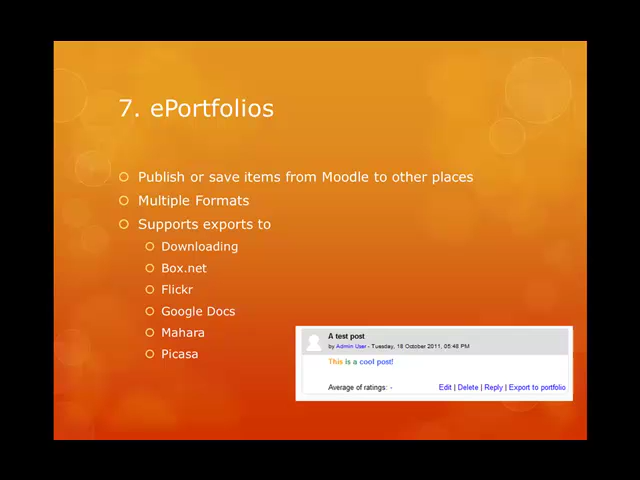 7. ePortfolios
Publish or save items from Moodle to other places
Multiple Formats
Supports exports to
Downloading
Box.net
Flickr
Google Docs
Mahara
Picasa
A test post
by Admin User - Tuesday, 18 October 2011, 05:46 PM
This is a cool post!
Average of ratings: -
Edit | Delete | Reply | Export to portfolio